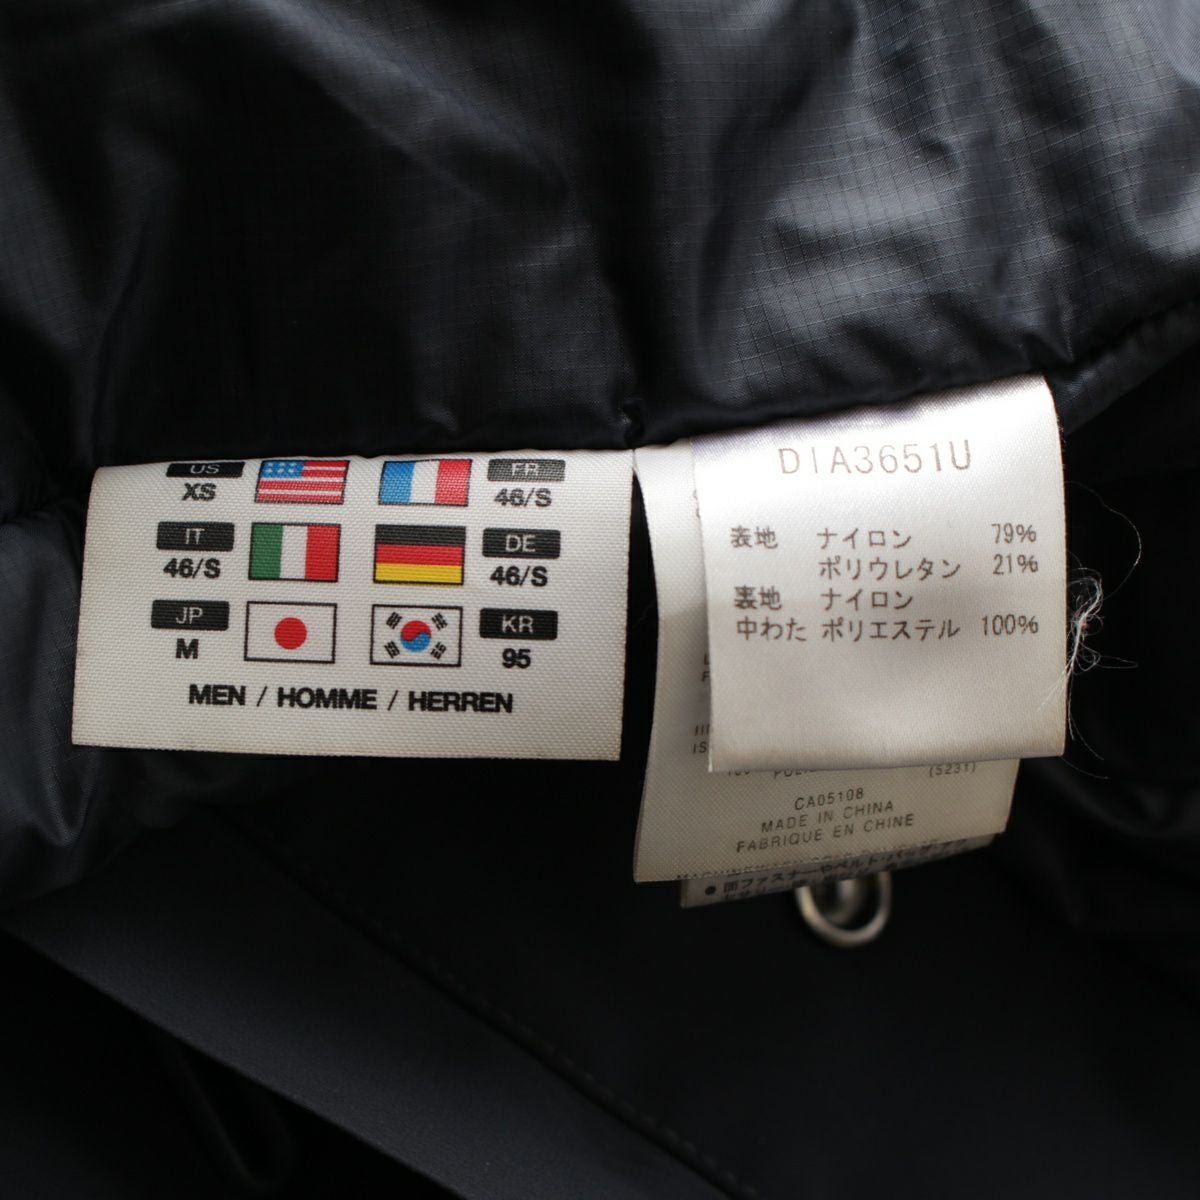 US FR
XS 46/S
IT DE
46/S 46/S
JP KR
M 95
MEN / HOMME / HERREN
DIA3651U
表地 ナイロン 79%
ポリウレタン 21%
裏地 ナイロン
中わた ポリエステル 100%
(5231)
CA05108
MADE IN CHINA
FABRIQUE EN CHINE